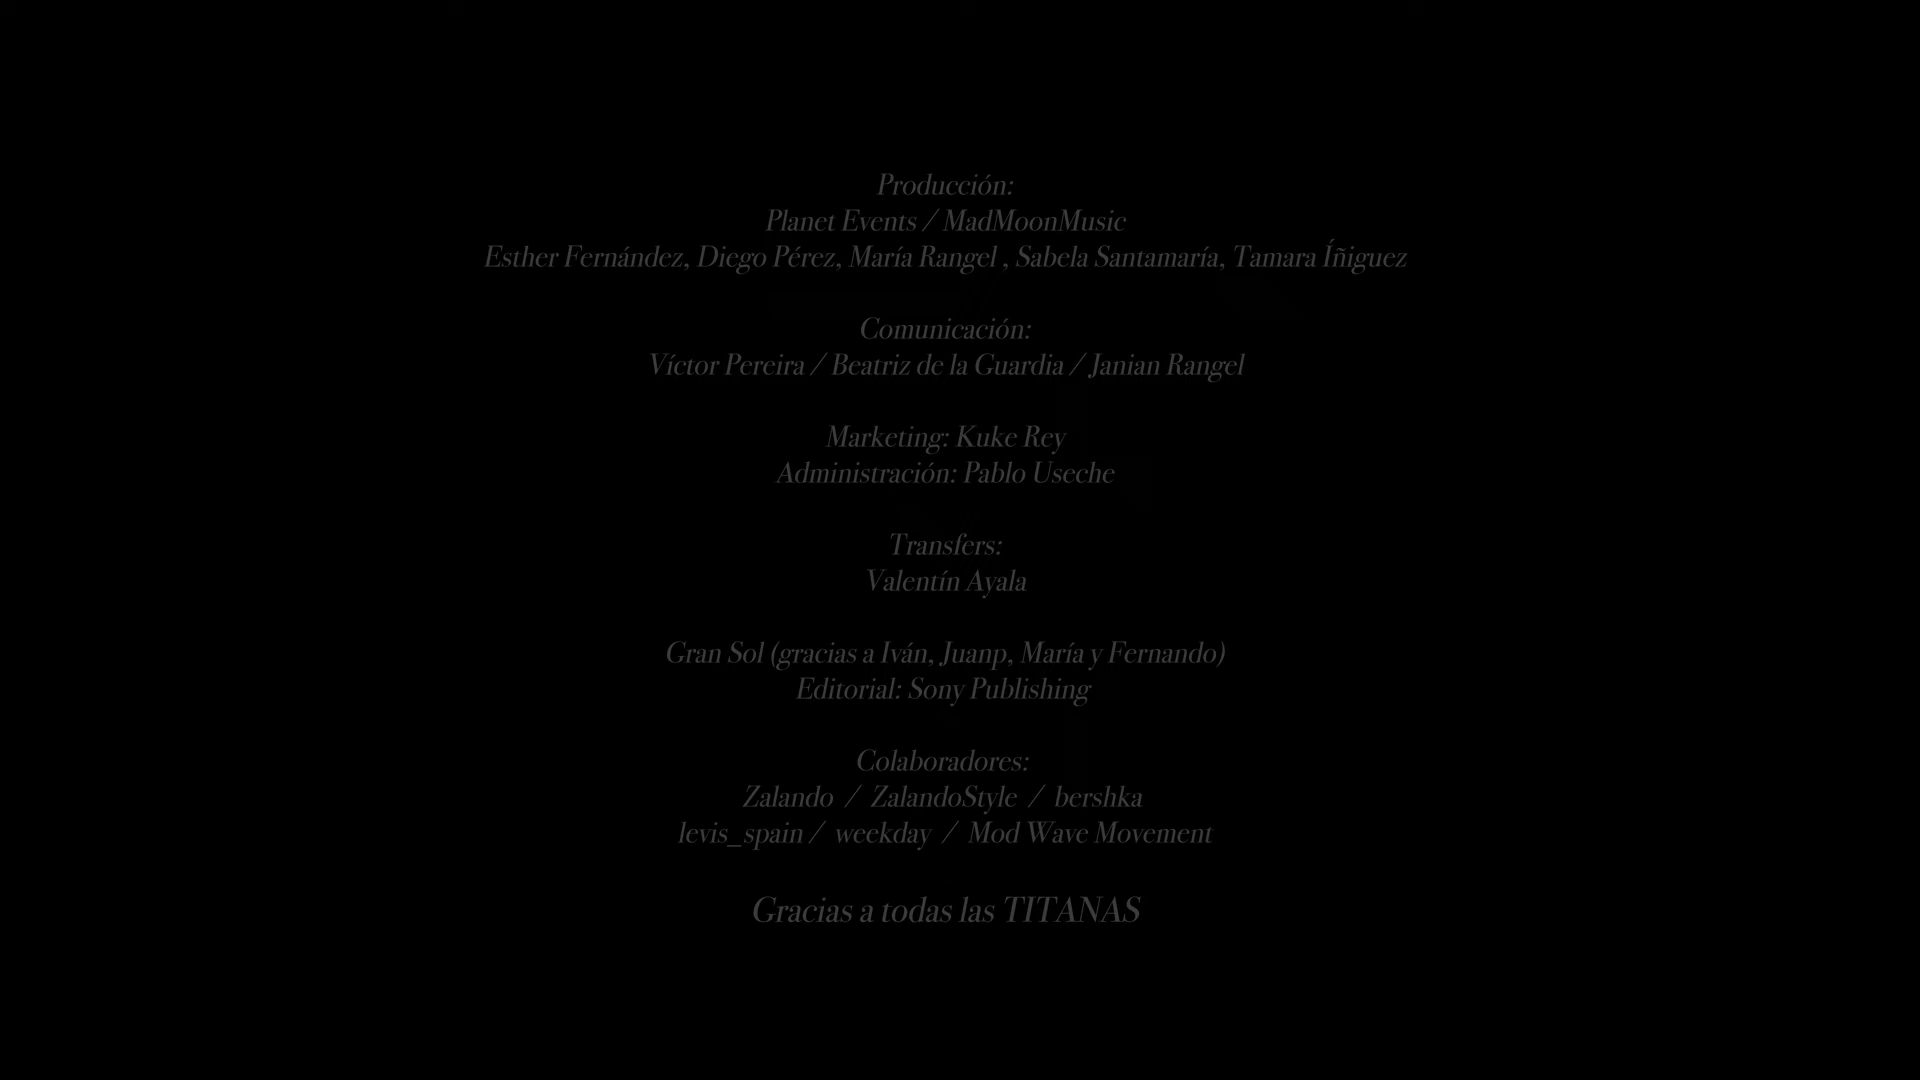 Producción:
Planet Events / MadMoonMusic
Esther Fernández, Diego Pérez, María Rangel , Sabela Santamaría, Tamara Íñiguez
Comunicación:
Víctor Pereira / Beatriz de la Guardia / Janian Rangel
Marketing: Kuke Rey
Administración: Pablo Useche
Transfers:
Valentín Ayala
Gran Sol (gracias a Iván, Juanp, María y Fernando)
Editorial: Sony Publishing
Colaboradores:
Zalando / ZalandoStyle / bershka
levis_spain / weekday / Mod Wave Movement
Gracias a todas las TITANAS